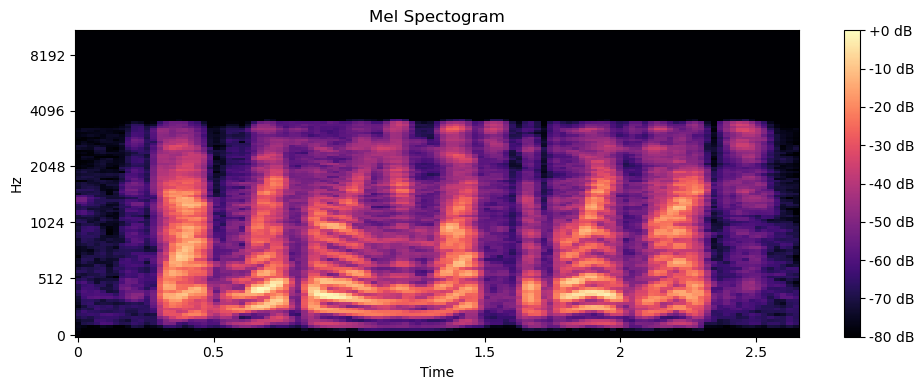 Mel Spectogram
8192
4096
2048
1024
512
0
Hz
0
0.5
1
1.5
2
2.5
Time
+0 dB
-10 dB
-20 dB
-30 dB
-40 dB
-50 dB
-60 dB
-70 dB
-80 dB